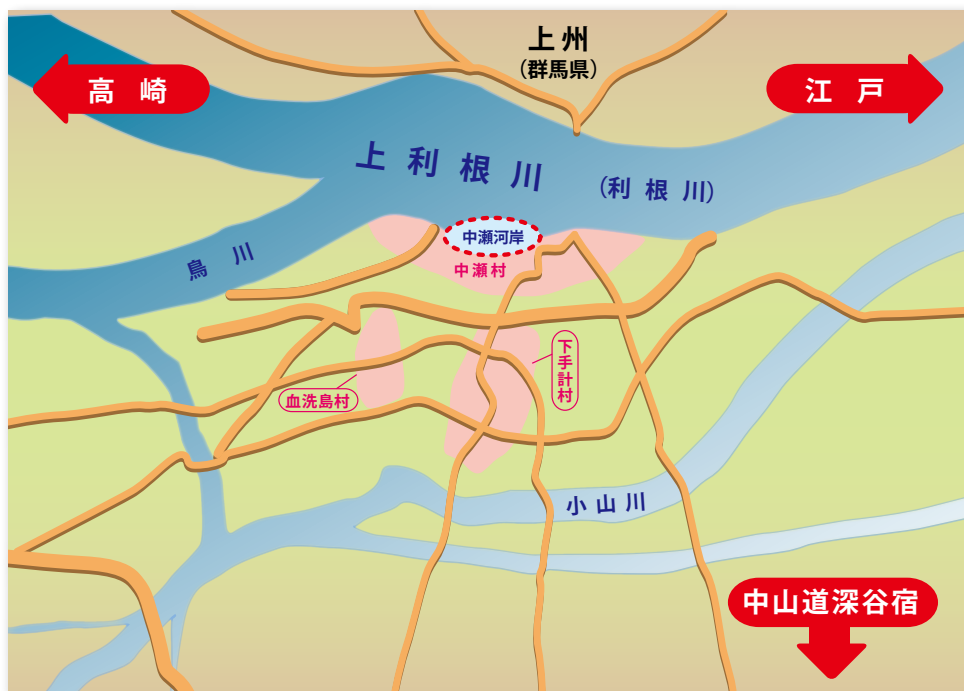 上州
（群馬県）
高崎
江戸
上利根川
（利根川）
中瀬河岸
烏川
中瀬村
下手計村
血洗島村
小山川
中山道深谷宿